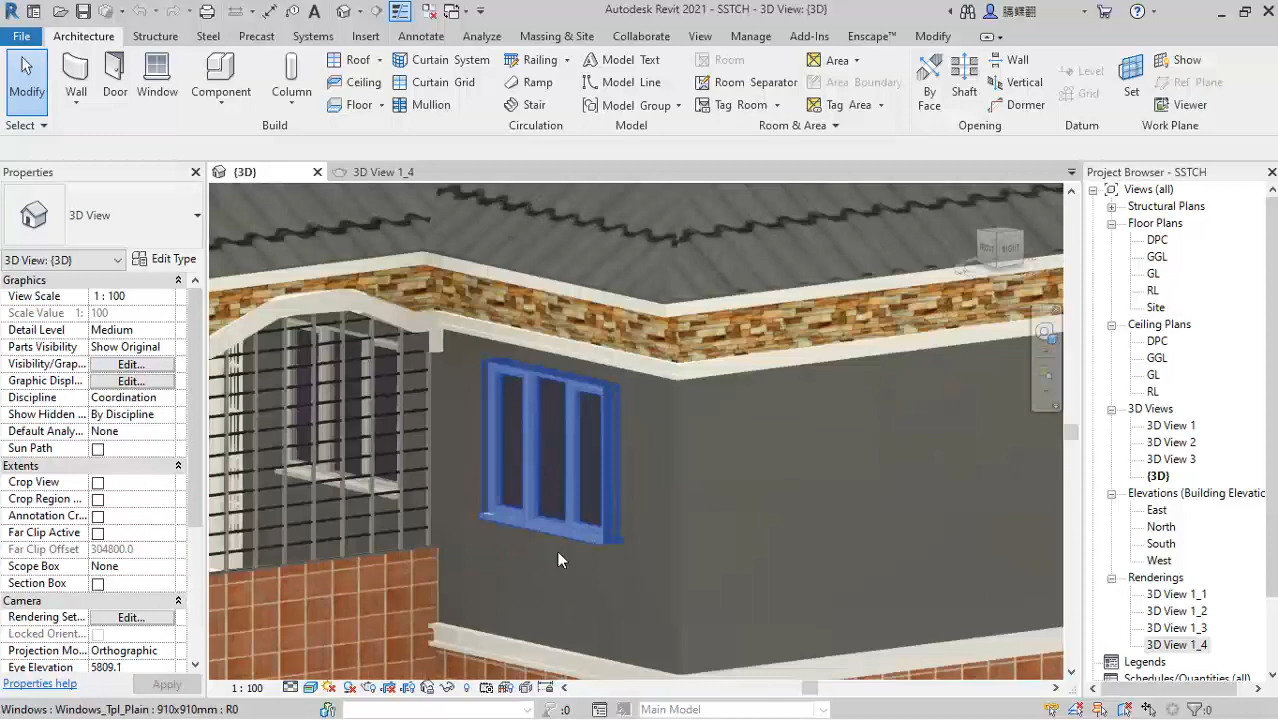 Autodesk Revit 2021 - SSTCH - 3D View: {3D}
File Architecture Structure Steel Precast Systems Insert Annotate Analyze Massing & Site Collaborate View Manage Add-Ins Enscape™ Modify
Modify
Wall
Door
Window
Component
Column
Roof
Ceiling
Floor
Curtain System
Curtain Grid
Mullion
Railing
Ramp
Stair
Model Text
Model Line
Model Group
Room
Room Separator
Tag Room
Area
Area Boundary
Tag Area
By Face
Shaft
Wall
Vertical
Dormer
Level
Grid
Set
Show
Ref Plane
Viewer
Select Build Circulation Model Room & Area Opening Datum Work Plane
Properties
{3D} 3D View 1_4
Project Browser - SSTCH
3D View
3D View: {3D} Edit Type
Graphics
View Scale 1 : 100
Scale Value 1: 100
Detail Level Medium
Parts Visibility Show Original
Visibility/Grap... Edit...
Graphic Displ... Edit...
Discipline Coordination
Show Hidden ... By Discipline
Default Analy... None
Sun Path
Extents
Crop View
Crop Region ...
Annotation Cr...
Far Clip Active
Far Clip Offset 304800.0
Scope Box None
Section Box
Camera
Rendering Set... Edit...
Locked Orient...
Projection Mo... Orthographic
Eye Elevation 5809.1
Properties help Apply
RIGHT
Views (all)
Structural Plans
Floor Plans
DPC
GGL
GL
RL
Site
Ceiling Plans
DPC
GGL
GL
RL
3D Views
3D View 1
3D View 2
3D View 3
{3D}
Elevations (Building Elevatic
East
North
South
West
Renderings
3D View 1_1
3D View 1_2
3D View 1_3
3D View 1_4
Legends
Schedules/Quantities (all)
1 : 100
Windows : Windows_Tpl_Plain : 910x910mm : R0
:0
Main Model
:0